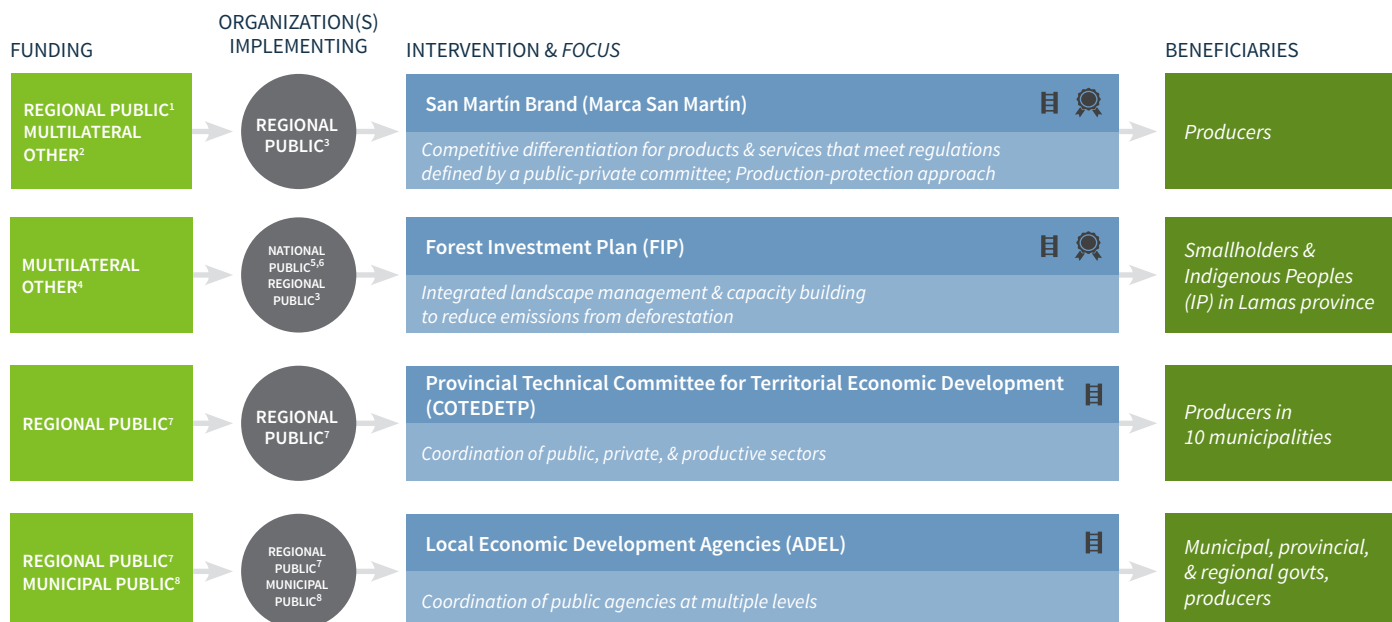 FUNDING
ORGANIZATION(S)
IMPLEMENTING
INTERVENTION & FOCUS
BENEFICIARIES
REGIONAL PUBLIC¹
MULTILATERAL
OTHER²
REGIONAL
PUBLIC³
San Martín Brand (Marca San Martín)
Competitive differentiation for products & services that meet regulations
defined by a public-private committee; Production-protection approach
Producers
MULTILATERAL
OTHER⁴
NATIONAL
PUBLIC⁵,⁶
REGIONAL
PUBLIC³
Forest Investment Plan (FIP)
Integrated landscape management & capacity building
to reduce emissions from deforestation
Smallholders &
Indigenous Peoples
(IP) in Lamas province
REGIONAL PUBLIC⁷
REGIONAL
PUBLIC⁷
Provincial Technical Committee for Territorial Economic Development
(COTEDETP)
Coordination of public, private, & productive sectors
Producers in
10 municipalities
REGIONAL PUBLIC⁷
MUNICIPAL PUBLIC⁸
REGIONAL
PUBLIC⁷
MUNICIPAL
PUBLIC⁸
Local Economic Development Agencies (ADEL)
Coordination of public agencies at multiple levels
Municipal, provincial,
& regional govts,
producers